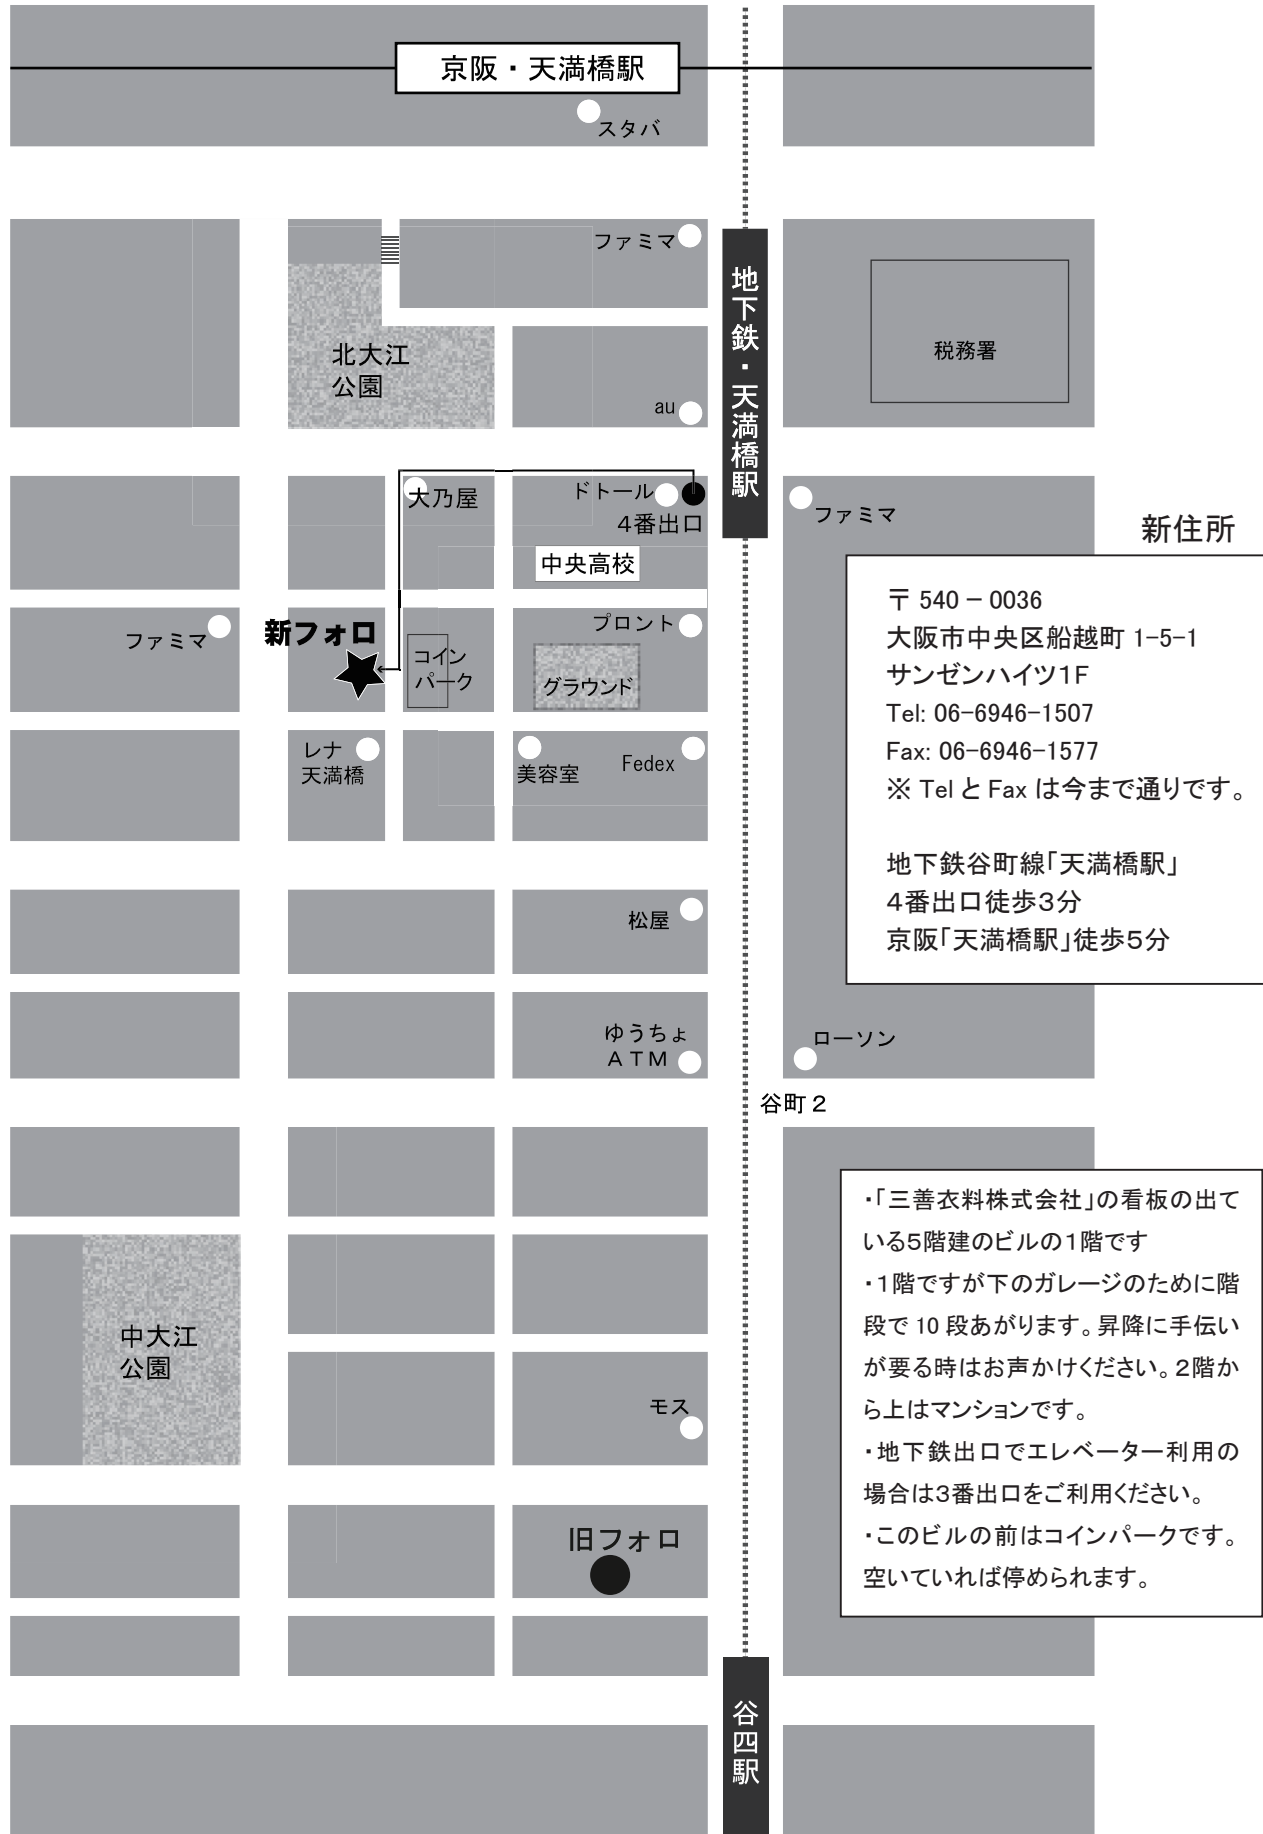 京阪・天満橋駅
スタバ
ファミマ
地下鉄・天満橋駅
北大江
公園
税務署
au
大乃屋
ドトール
4番出口
ファミマ
中央高校
新住所
〒540－0036
大阪市中央区船越町 1-5-1
サンゼンハイツ1F
Tel: 06-6946-1507
Fax: 06-6946-1577
※ Tel と Fax は今まで通りです。
地下鉄谷町線「天満橋駅」
4番出口徒歩3分
京阪「天満橋駅」徒歩5分
ファミマ
新フォロ
コイン
パーク
プロント
グラウンド
レナ
天満橋
美容室
Fedex
松屋
ゆうちょ
ATM
ローソン
谷町2
・「三善衣料株式会社」の看板の出て
いる5階建のビルの1階です
・1階ですが下のガレージのために階
段で 10 段あがります。昇降に手伝い
が要る時はお声かけください。2階か
ら上はマンションです。
・地下鉄出口でエレベーター利用の
場合は3番出口をご利用ください。
・このビルの前はコインパークです。
空いていれば停められます。
中大江
公園
モス
旧フォロ
谷四駅